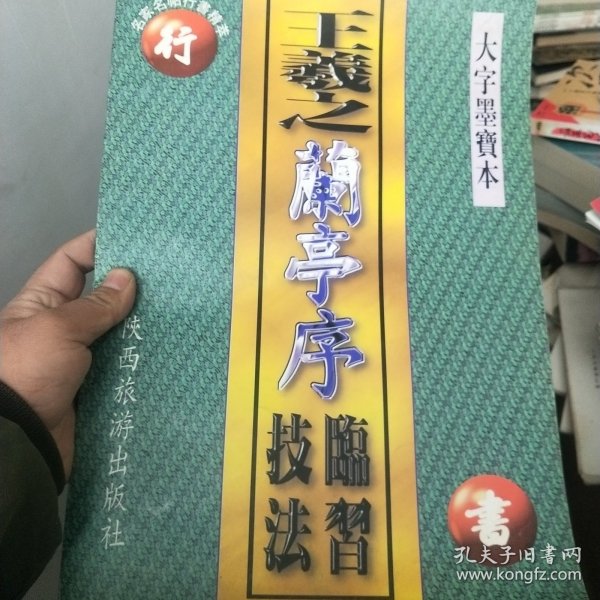 名家名帖行書精萃
行
王羲之
蘭亭序
臨習
技法
大字墨寶本
書
陝西旅游出版社
孔夫子旧书网
www.kongfz.com